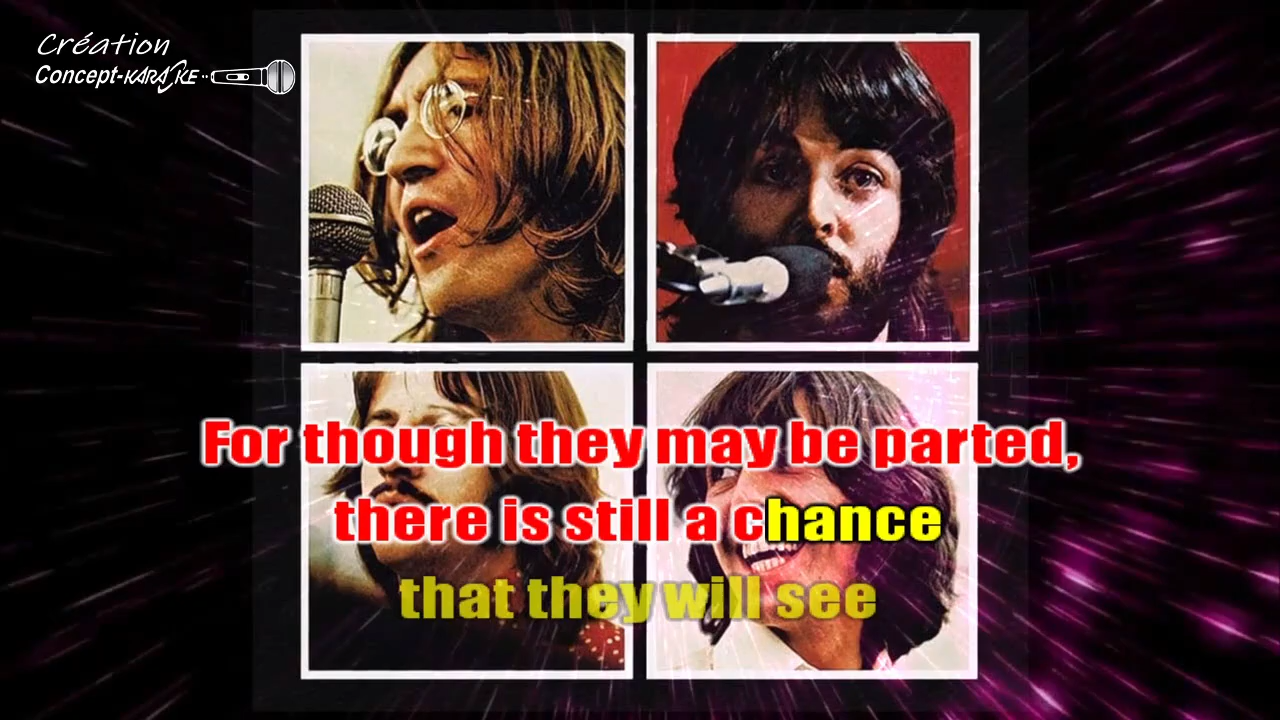 Création
Concept-KARAOKE
For though they may be parted,
there is still a chance
that they will see